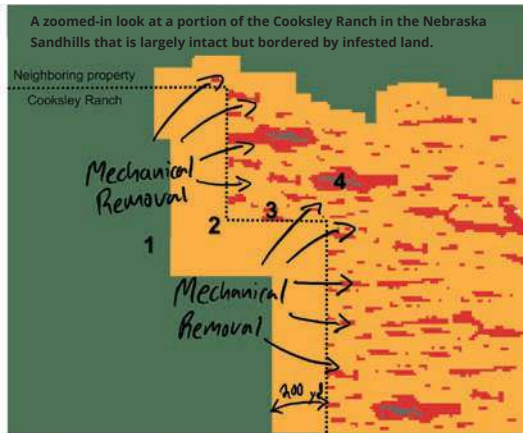 A zoomed-in look at a portion of the Cooksley Ranch in the Nebraska
Sandhills that is largely intact but bordered by infested land.
Neighboring property
Cooksley Ranch
Mechanical
Removal
4
3
2
1
Mechanical
Removal
200 yd